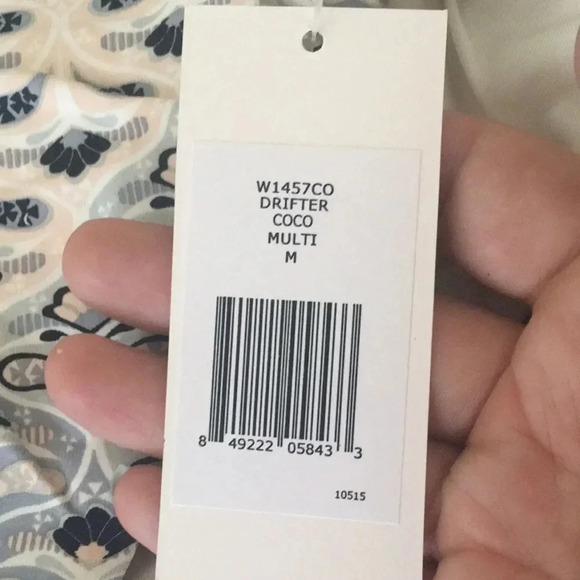 W1457CO
DRIFTER
COCO
MULTI
M
8 49222 05843 3
10515